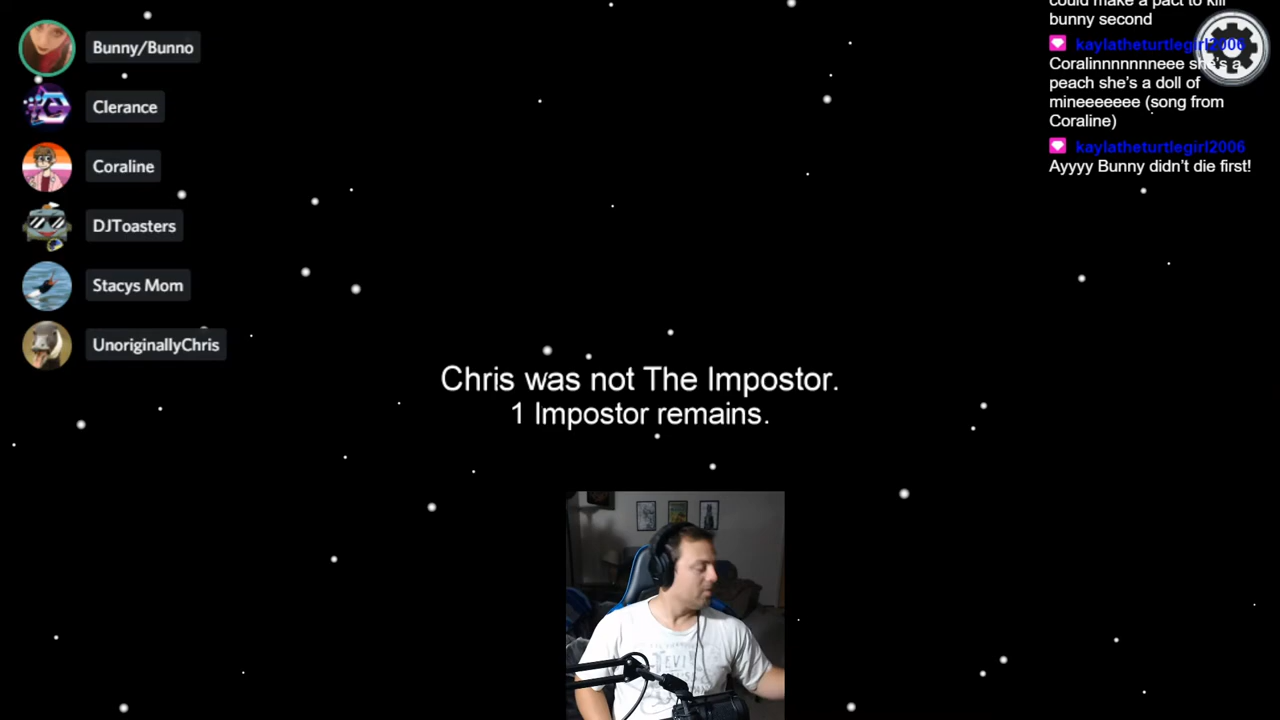 Bunny/Bunno
Clerance
Coraline
DJToasters
Stacys Mom
UnoriginallyChris
could make a pact to kill
bunny second
kaylatheturtlegirl2006
Coralinnnnnnneee she's a
peach she's a doll of
mineeeeeee (song from
Coraline)
kaylatheturtlegirl2006
Ayyyy Bunny didn't die first!
Chris was not The Impostor.
1 Impostor remains.